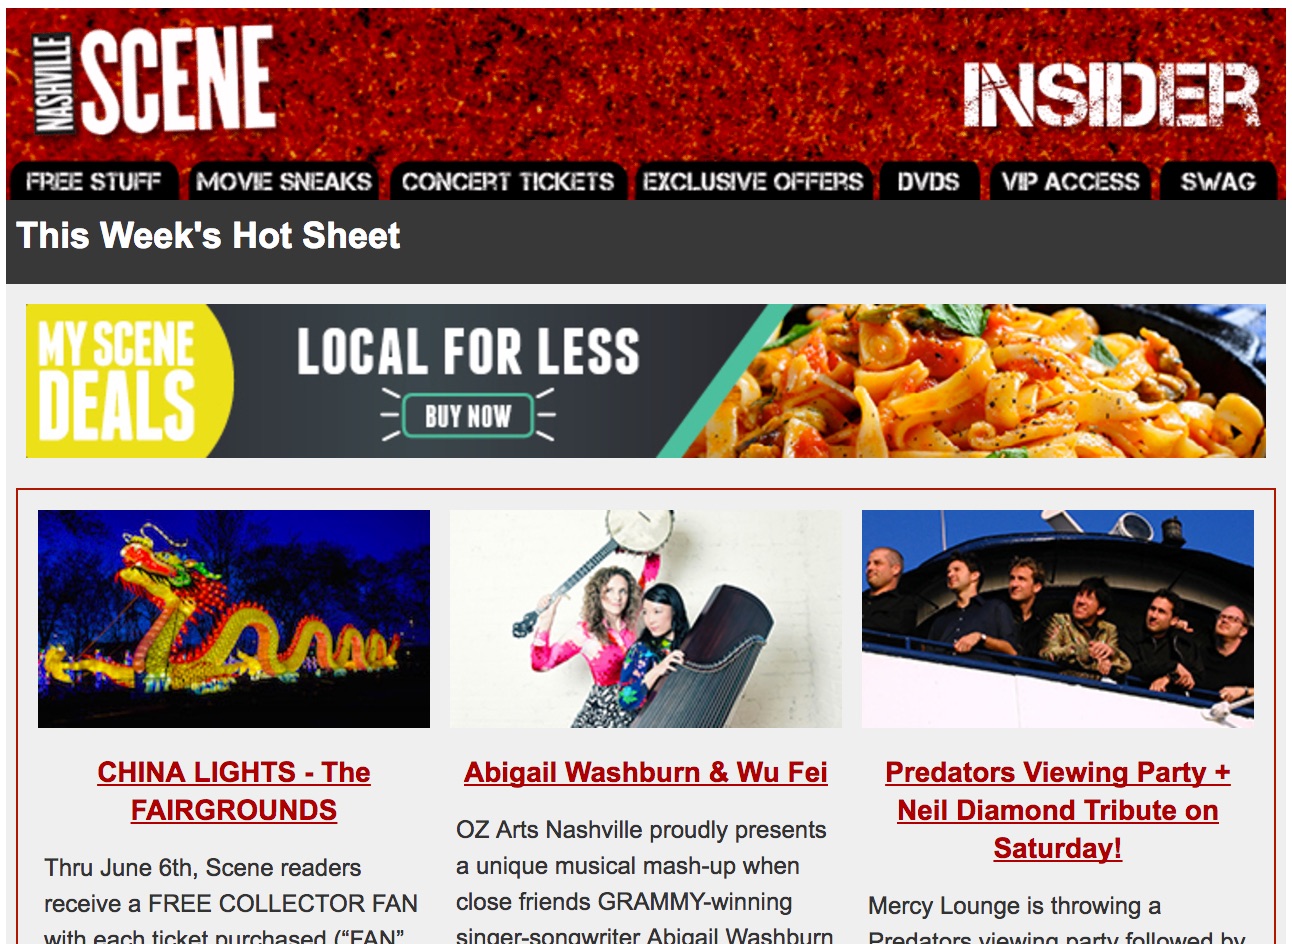 NASHVILLE
SCENE
INSIDER
FREE STUFF
MOVIE SNEAKS
CONCERT TICKETS
EXCLUSIVE OFFERS
DVDS
VIP ACCESS
SWAG
This Week's Hot Sheet
MY SCENE
DEALS
LOCAL FOR LESS
BUY NOW
CHINA LIGHTS - The
FAIRGROUNDS
Thru June 6th, Scene readers
receive a FREE COLLECTOR FAN
with each ticket purchased (“FAN”
Abigail Washburn & Wu Fei
OZ Arts Nashville proudly presents
a unique musical mash-up when
close friends GRAMMY-winning
singer-songwriter Abigail Washburn
Predators Viewing Party +
Neil Diamond Tribute on
Saturday!
Mercy Lounge is throwing a
Predators viewing party followed by